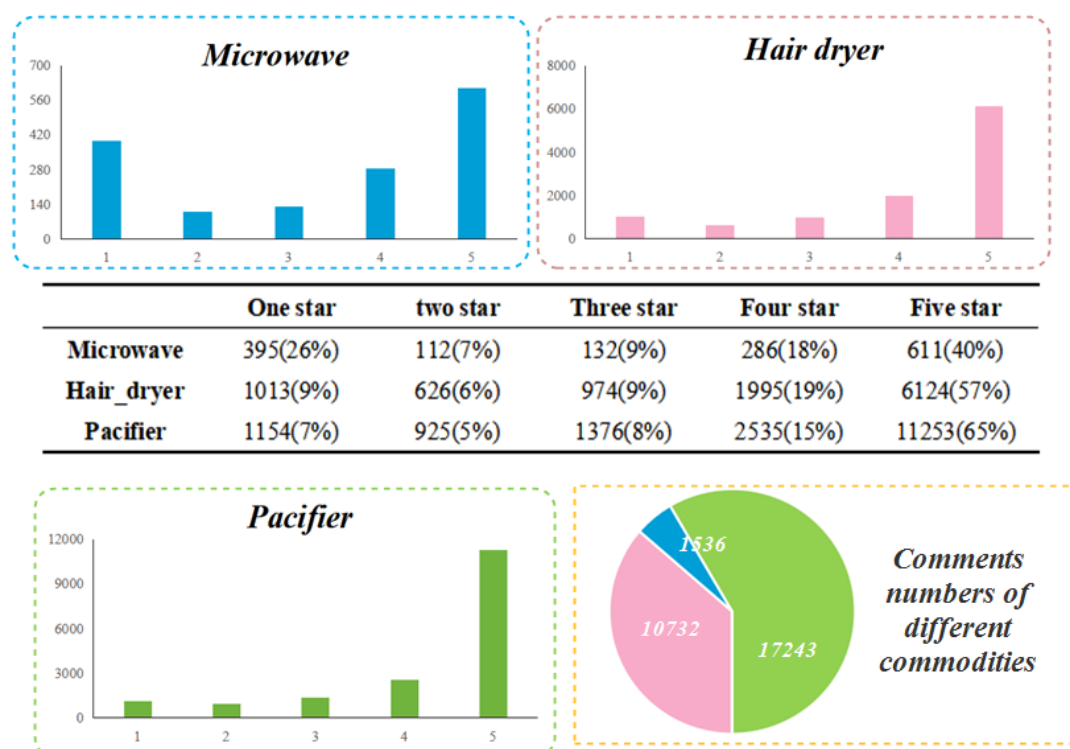 Microwave
700
560
420
280
140
0
1 2 3 4 5
Hair dryer
8000
6000
4000
2000
0
1 2 3 4 5
One star two star Three star Four star Five star
Microwave 395(26%) 112(7%) 132(9%) 286(18%) 611(40%)
Hair_dryer 1013(9%) 626(6%) 974(9%) 1995(19%) 6124(57%)
Pacifier 1154(7%) 925(5%) 1376(8%) 2535(15%) 11253(65%)
Pacifier
12000
9000
6000
3000
0
1 2 3 4 5
1536
10732
17243
Comments
numbers of
different
commodities